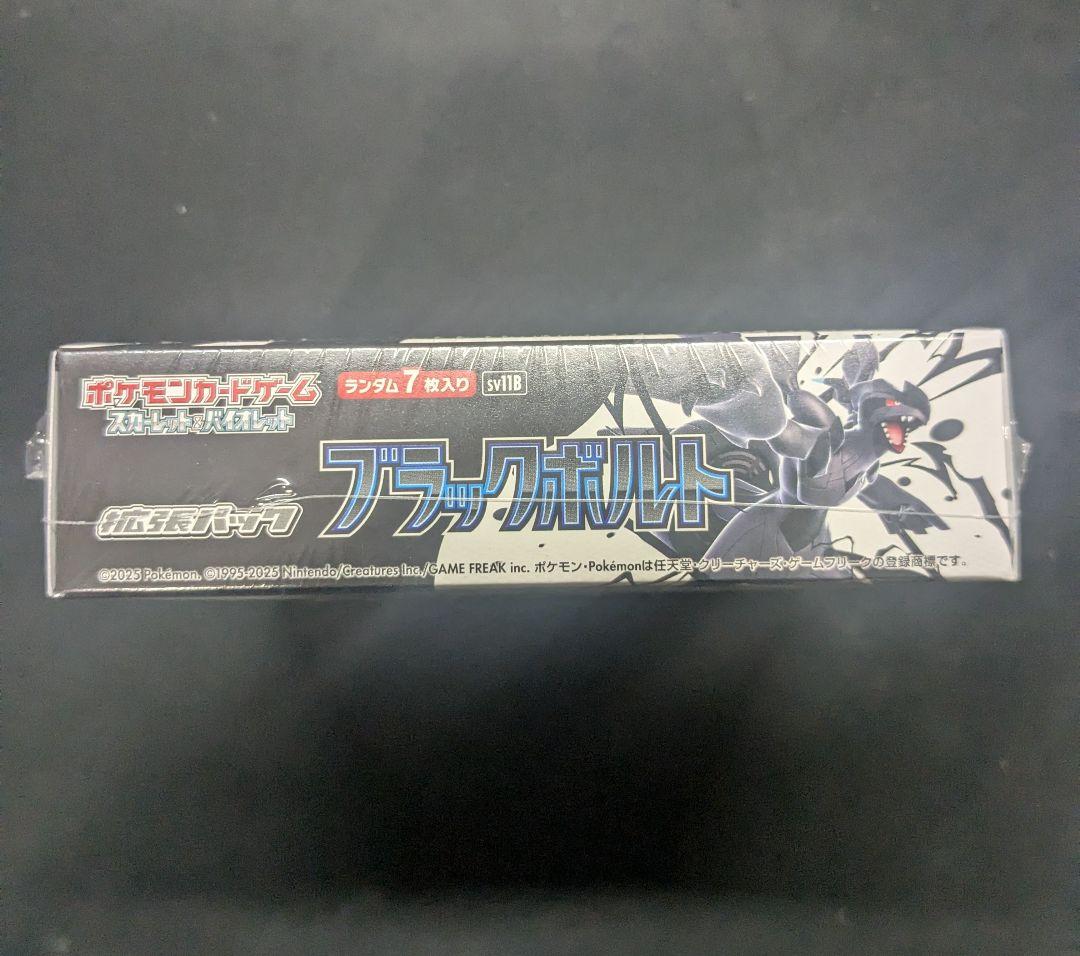 ポケモンカードゲーム
スカーレット&バイオレット
ランダム7枚入り
sv11B
拡張パック
ブラックボルト
©2025 Pokémon. ©1995-2025 Nintendo/Creatures Inc./GAME FREAK inc. ポケモン・Pokémonは任天堂・クリーチャーズ・ゲームフリークの登録商標です。